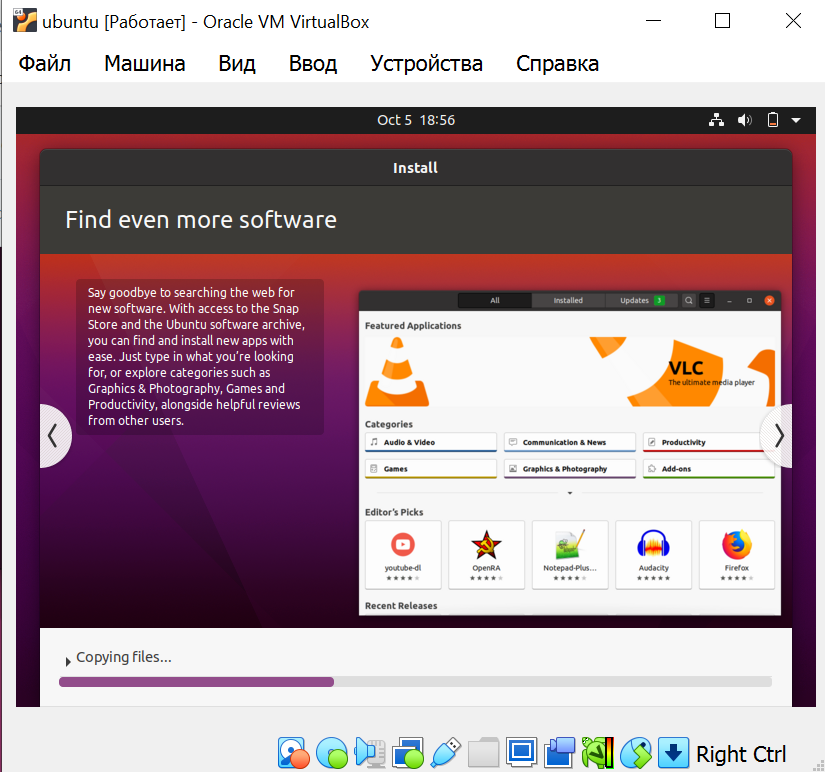 64
ubuntu [Работает] - Oracle VM VirtualBox
Файл Машина Вид Ввод Устройства Справка
Oct 5 18:56
Install
Find even more software
Say goodbye to searching the web for
new software. With access to the Snap
Store and the Ubuntu software archive,
you can find and install new apps with
ease. Just type in what you're looking
for, or explore categories such as
Graphics & Photography, Games and
Productivity, alongside helpful reviews
from other users.
All Installed Updates 3
Featured Applications
VLC
The ultimate media player
Categories
Audio & Video Communication & News Productivity
Games Graphics & Photography Add-ons
Editor's Picks
youtube-dl OpenRA Notepad-Plus... Audacity Firefox
Recent Releases
Copying files...
Right Ctrl